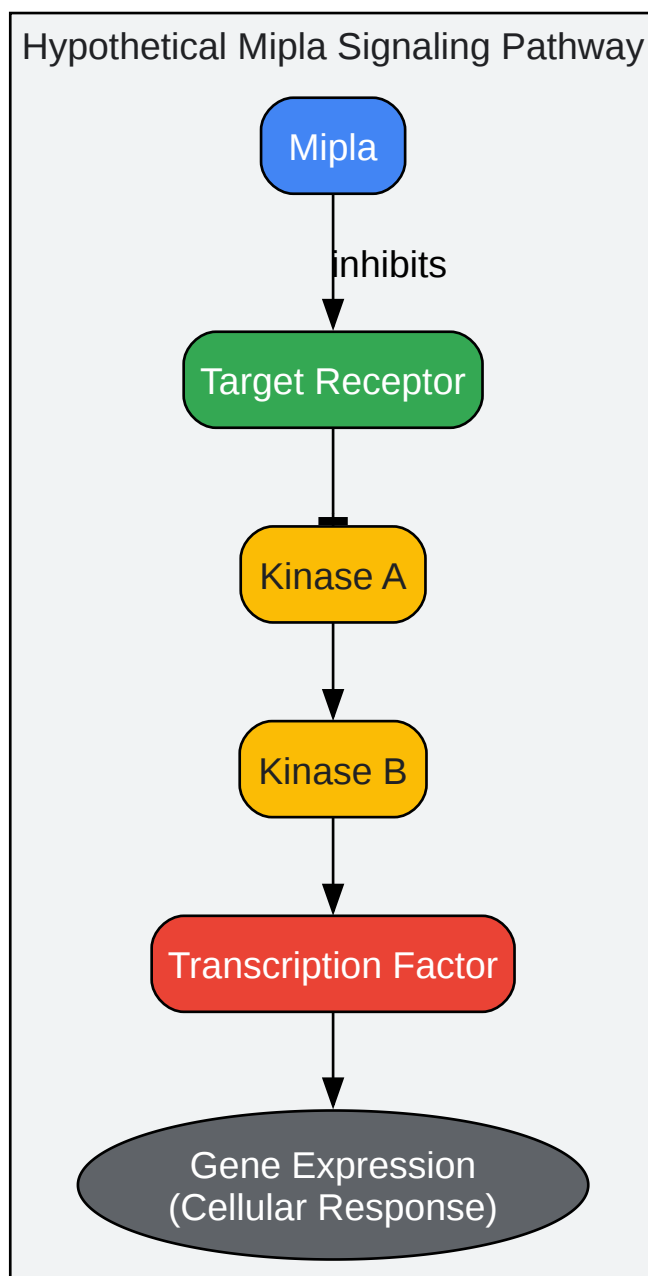 Hypothetical Mipla Signaling Pathway
Mipla
inhibits
Target Receptor
Kinase A
Kinase B
Transcription Factor
Gene Expression
(Cellular Response)